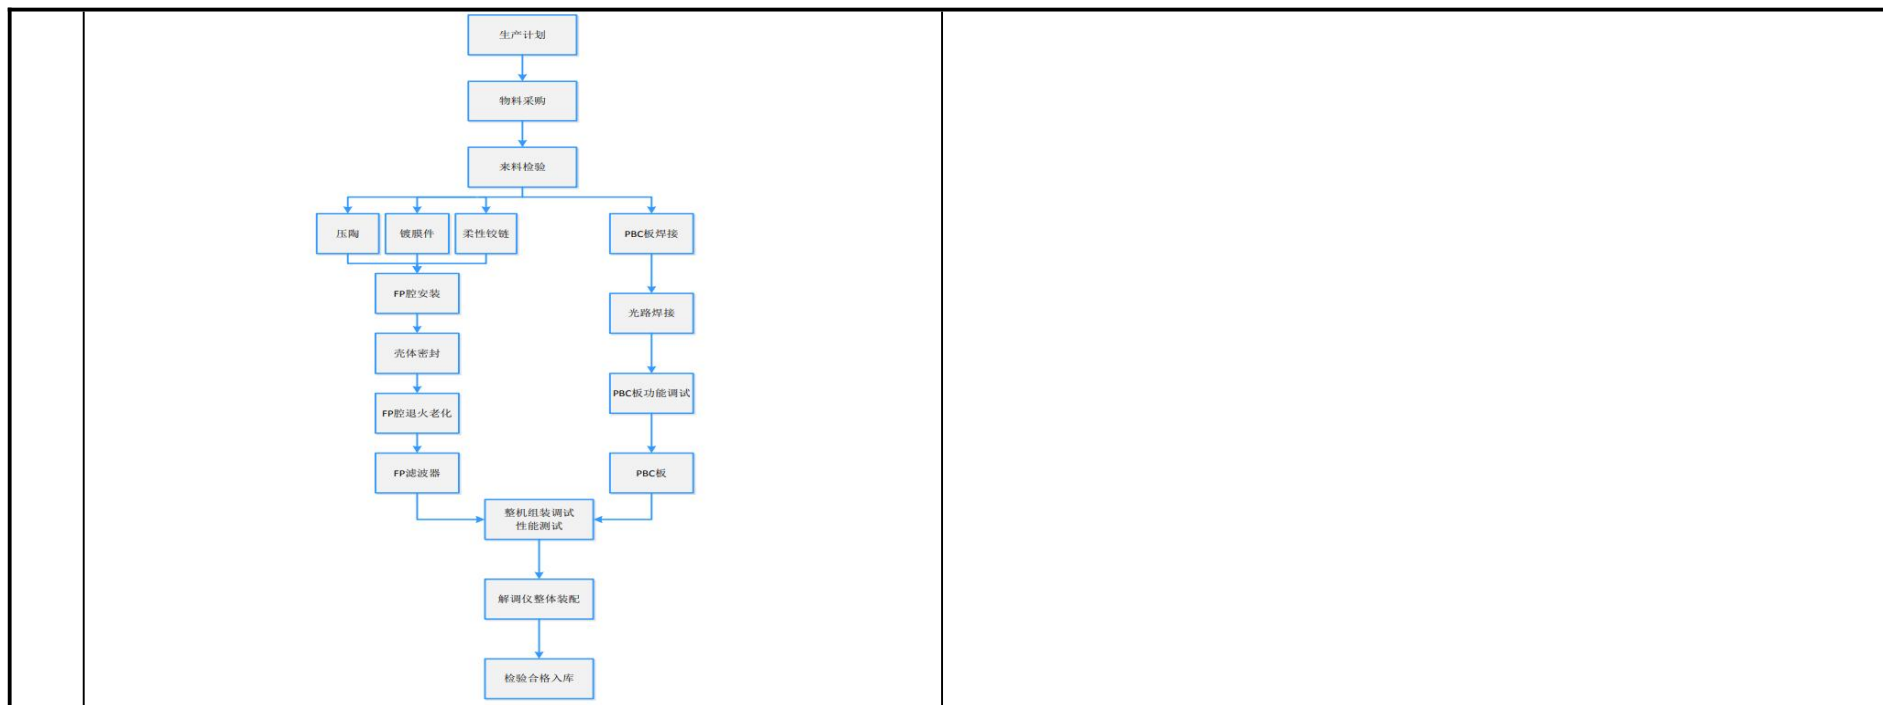 生产计划
物料采购
来料检验
压陶
镀膜件
柔性铰链
PBC板焊接
FP腔安装
光路焊接
壳体密封
PBC板功能调试
FP腔退火老化
FP滤波器
PBC板
整机组装调试
性能测试
解调仪整体装配
检验合格入库